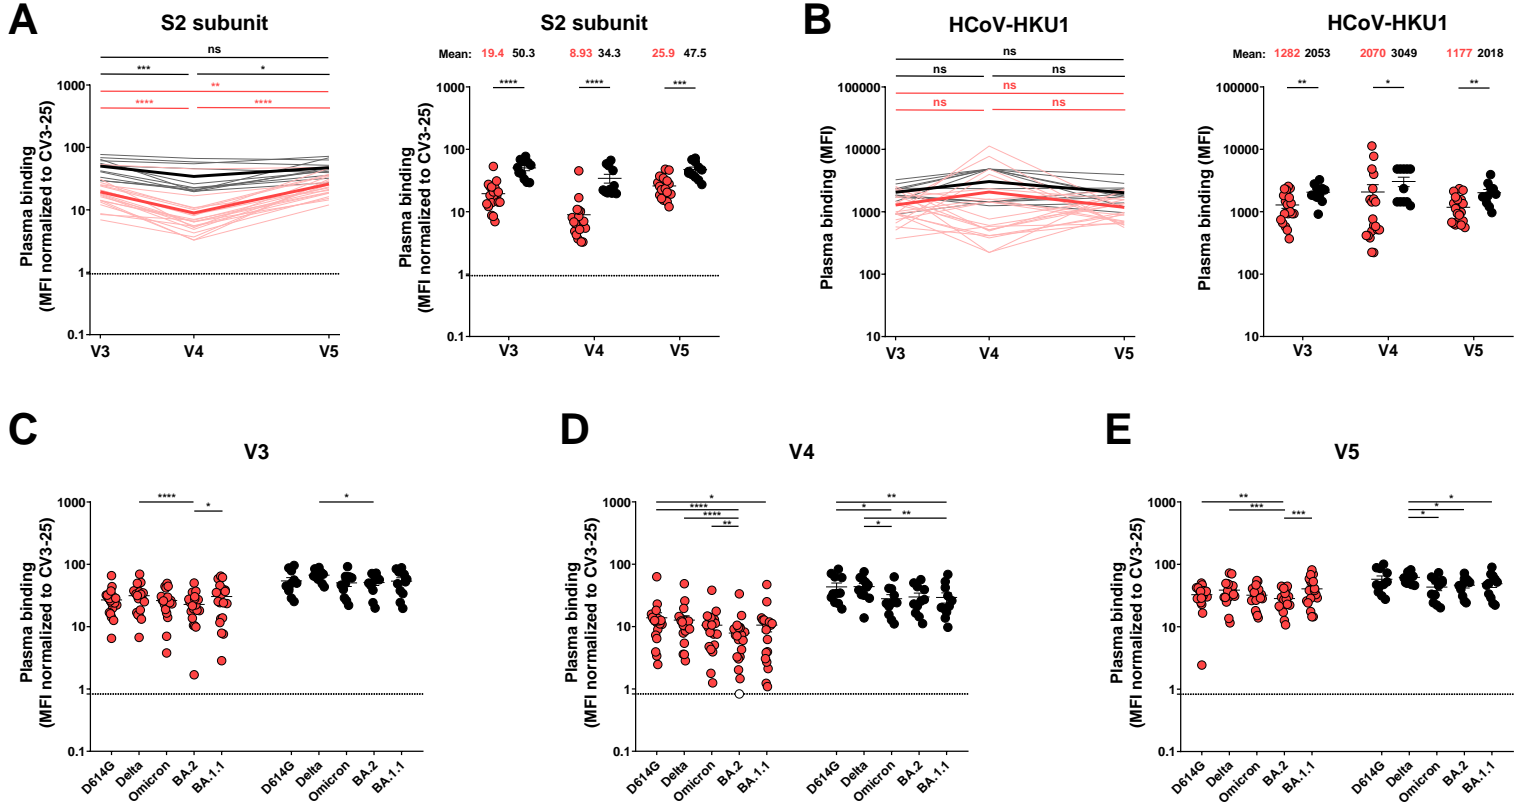 A
S2 subunit
ns
***
*
**
****
****
Plasma binding
(MFI normalized to CV3-25)
1000
100
10
1
0.1
V3
V4
V5
S2 subunit
Mean: 19.4 50.3 8.93 34.3 25.9 47.5
****
****
***
Plasma binding
(MFI normalized to CV3-25)
1000
100
10
1
0.1
V3
V4
V5
B
HCoV-HKU1
ns
ns
ns
ns
ns
ns
Plasma binding (MFI)
100000
10000
1000
100
10
V3
V4
V5
HCoV-HKU1
Mean: 1282 2053 2070 3049 1177 2018
**
*
**
Plasma binding (MFI)
100000
10000
1000
100
10
V3
V4
V5
C
V3
****
*
*
Plasma binding
(MFI normalized to CV3-25)
1000
100
10
1
0.1
D614G
Delta
Omicron
BA.2
BA.1.1
D614G
Delta
Omicron
BA.2
BA.1.1
D
V4
*
****
****
**
**
*
**
*
Plasma binding
(MFI normalized to CV3-25)
1000
100
10
1
0.1
D614G
Delta
Omicron
BA.2
BA.1.1
D614G
Delta
Omicron
BA.2
BA.1.1
E
V5
**
***
***
*
*
*
Plasma binding
(MFI normalized to CV3-25)
1000
100
10
1
0.1
D614G
Delta
Omicron
BA.2
BA.1.1
D614G
Delta
Omicron
BA.2
BA.1.1